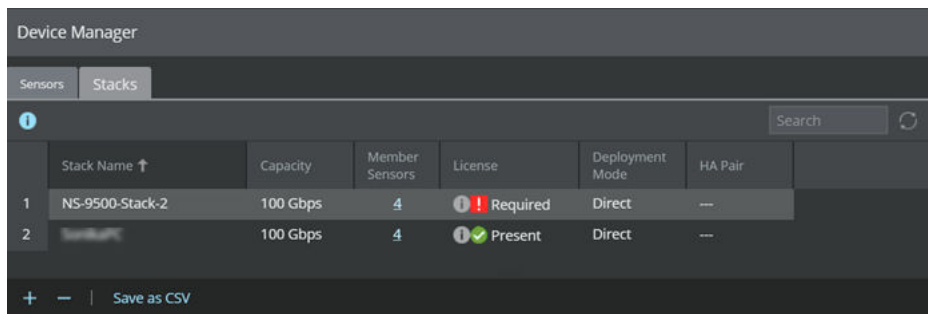 Device Manager
Sensors Stacks
Search
Stack Name Capacity Member Sensors License Deployment Mode HA Pair
1 NS-9500-Stack-2 100 Gbps 4 Required Direct ---
2 100 Gbps 4 Present Direct ---
+ − | Save as CSV